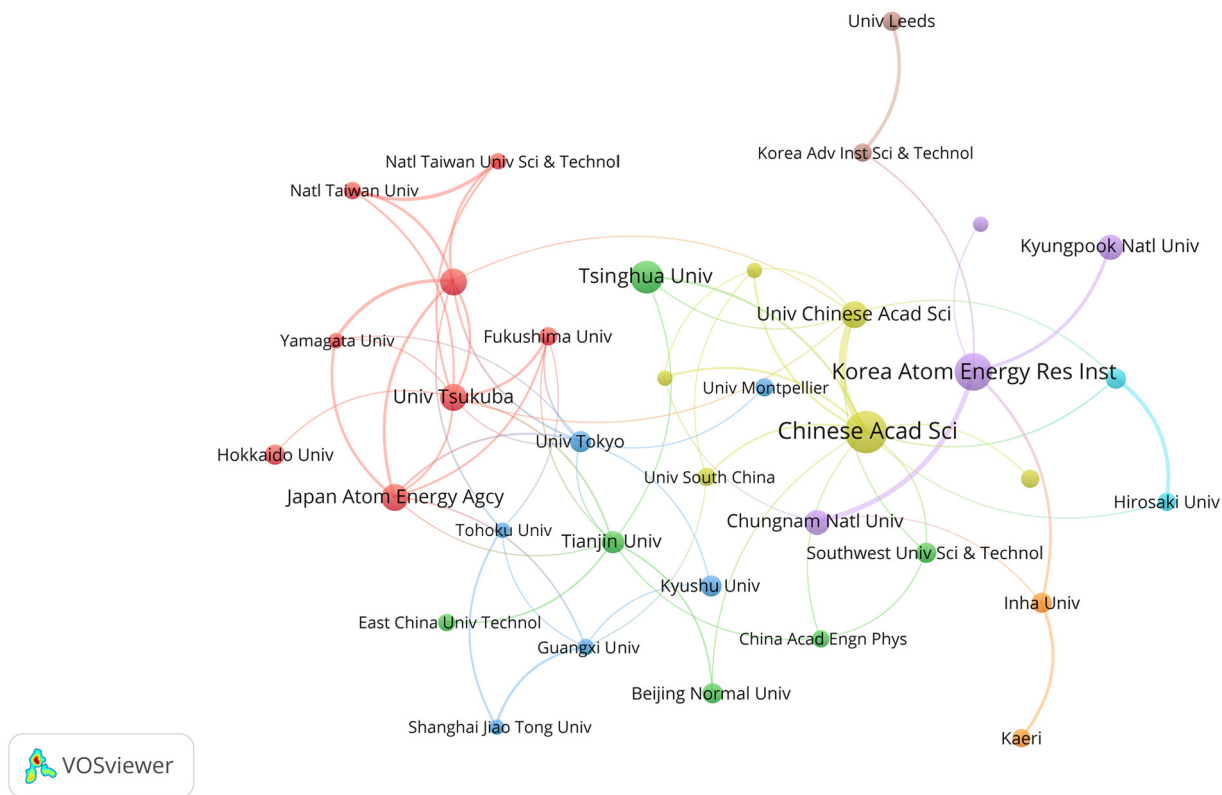 Univ Leeds
Korea Adv Inst Sci & Technol
Natl Taiwan Univ Sci & Technol
Natl Taiwan Univ
Kyungpook Natl Univ
Tsinghua Univ
Univ Chinese Acad Sci
Yamagata Univ
Fukushima Univ
Korea Atom Energy Res Inst
Univ Montpellier
Univ Tsukuba
Chinese Acad Sci
Univ Tokyo
Hokkaido Univ
Univ South China
Japan Atom Energy Agcy
Hirosaki Univ
Chungnam Natl Univ
Tohoku Univ
Tianjin Univ
Southwest Univ Sci & Technol
Kyushu Univ
Inha Univ
East China Univ Technol
China Acad Engn Phys
Guangxi Univ
Beijing Normal Univ
Shanghai Jiao Tong Univ
Kaeri
VOSviewer